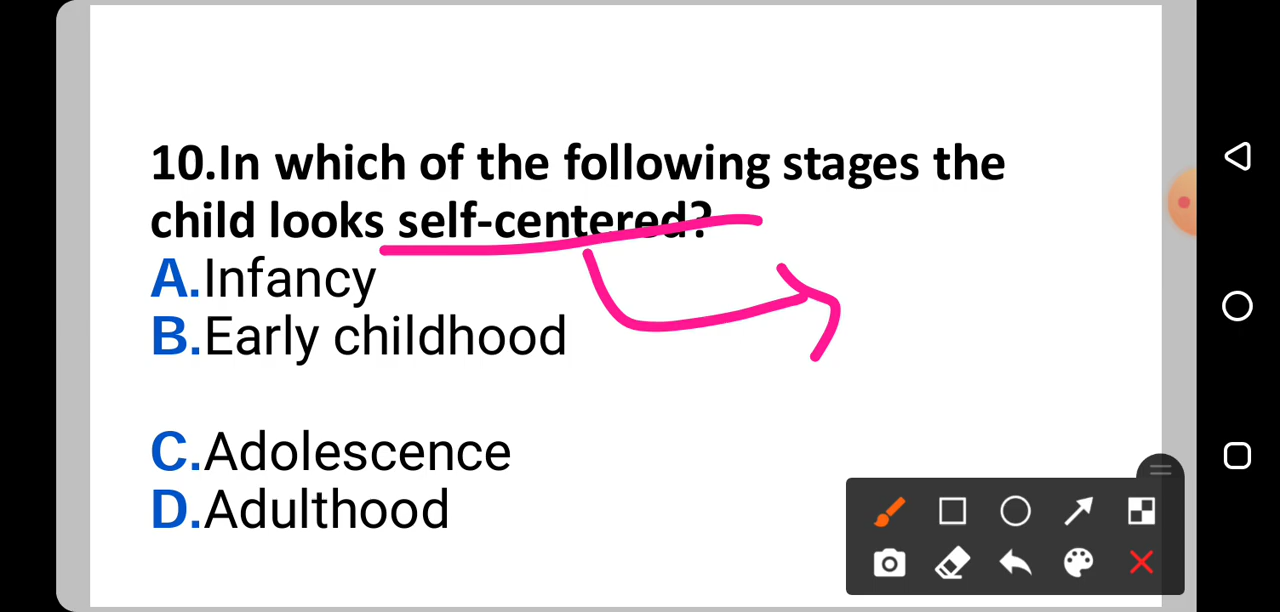 10.In which of the following stages the
child looks self-centered?
A.Infancy
B.Early childhood
C.Adolescence
D.Adulthood